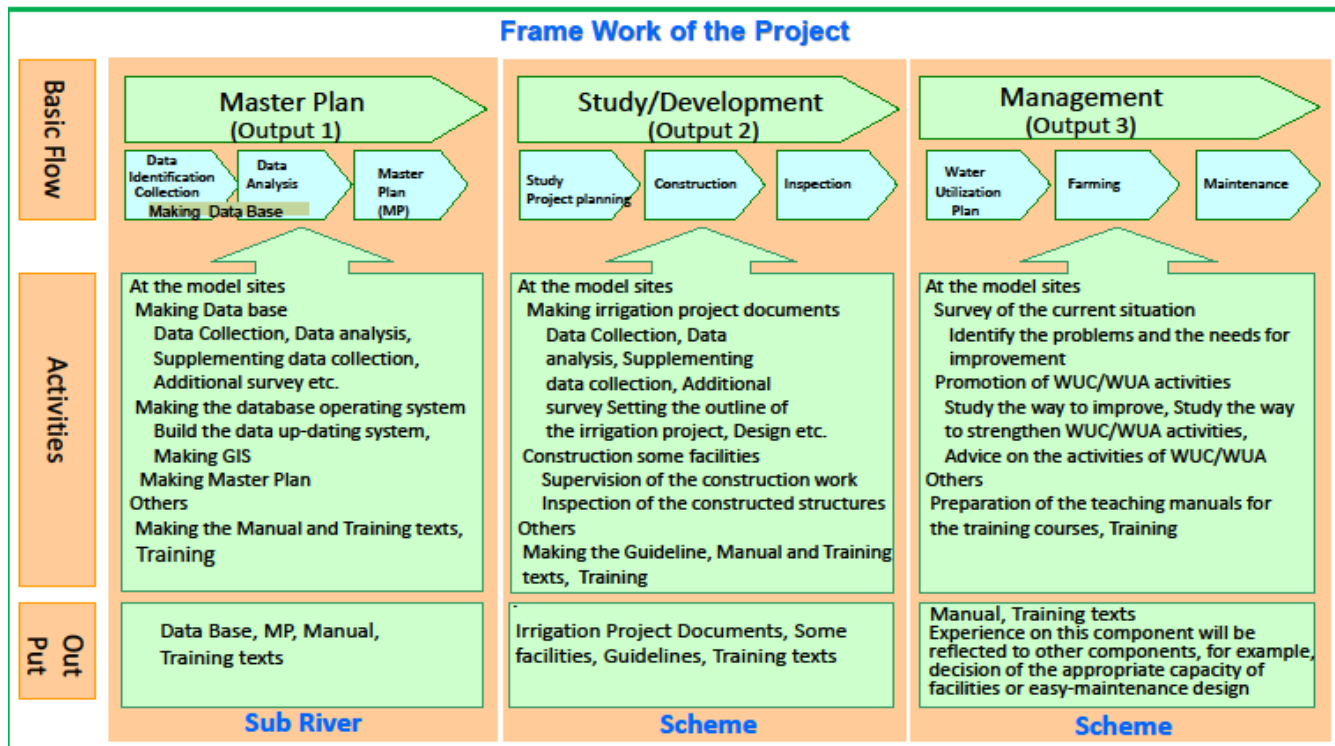 Frame Work of the Project
Basic Flow
Master Plan
(Output 1)
Data
Identification
Collection
Data
Analysis
Making Data Base
Master
Plan
(MP)
Study/Development
(Output 2)
Study
Project planning
Construction
Inspection
Management
(Output 3)
Water
Utilization
Plan
Farming
Maintenance
Activities
At the model sites
Making Data base
Data Collection, Data analysis,
Supplementing data collection,
Additional survey etc.
Making the database operating system
Build the data up-dating system,
Making GIS
Making Master Plan
Others
Making the Manual and Training texts,
Training
At the model sites
Making irrigation project documents
Data Collection, Data
analysis, Supplementing
data collection, Additional
survey Setting the outline of
the irrigation project, Design etc.
Construction some facilities
Supervision of the construction work
Inspection of the constructed structures
Others
Making the Guideline, Manual and Training
texts, Training
At the model sites
Survey of the current situation
Identify the problems and the needs for
improvement
Promotion of WUC/WUA activities
Study the way to improve, Study the way
to strengthen WUC/WUA activities,
Advice on the activities of WUC/WUA
Others
Preparation of the teaching manuals for
the training courses, Training
Out
Put
Data Base, MP, Manual,
Training texts
Irrigation Project Documents, Some
facilities, Guidelines, Training texts
Manual, Training texts
Experience on this component will be
reflected to other components, for example,
decision of the appropriate capacity of
facilities or easy-maintenance design
Sub River
Scheme
Scheme